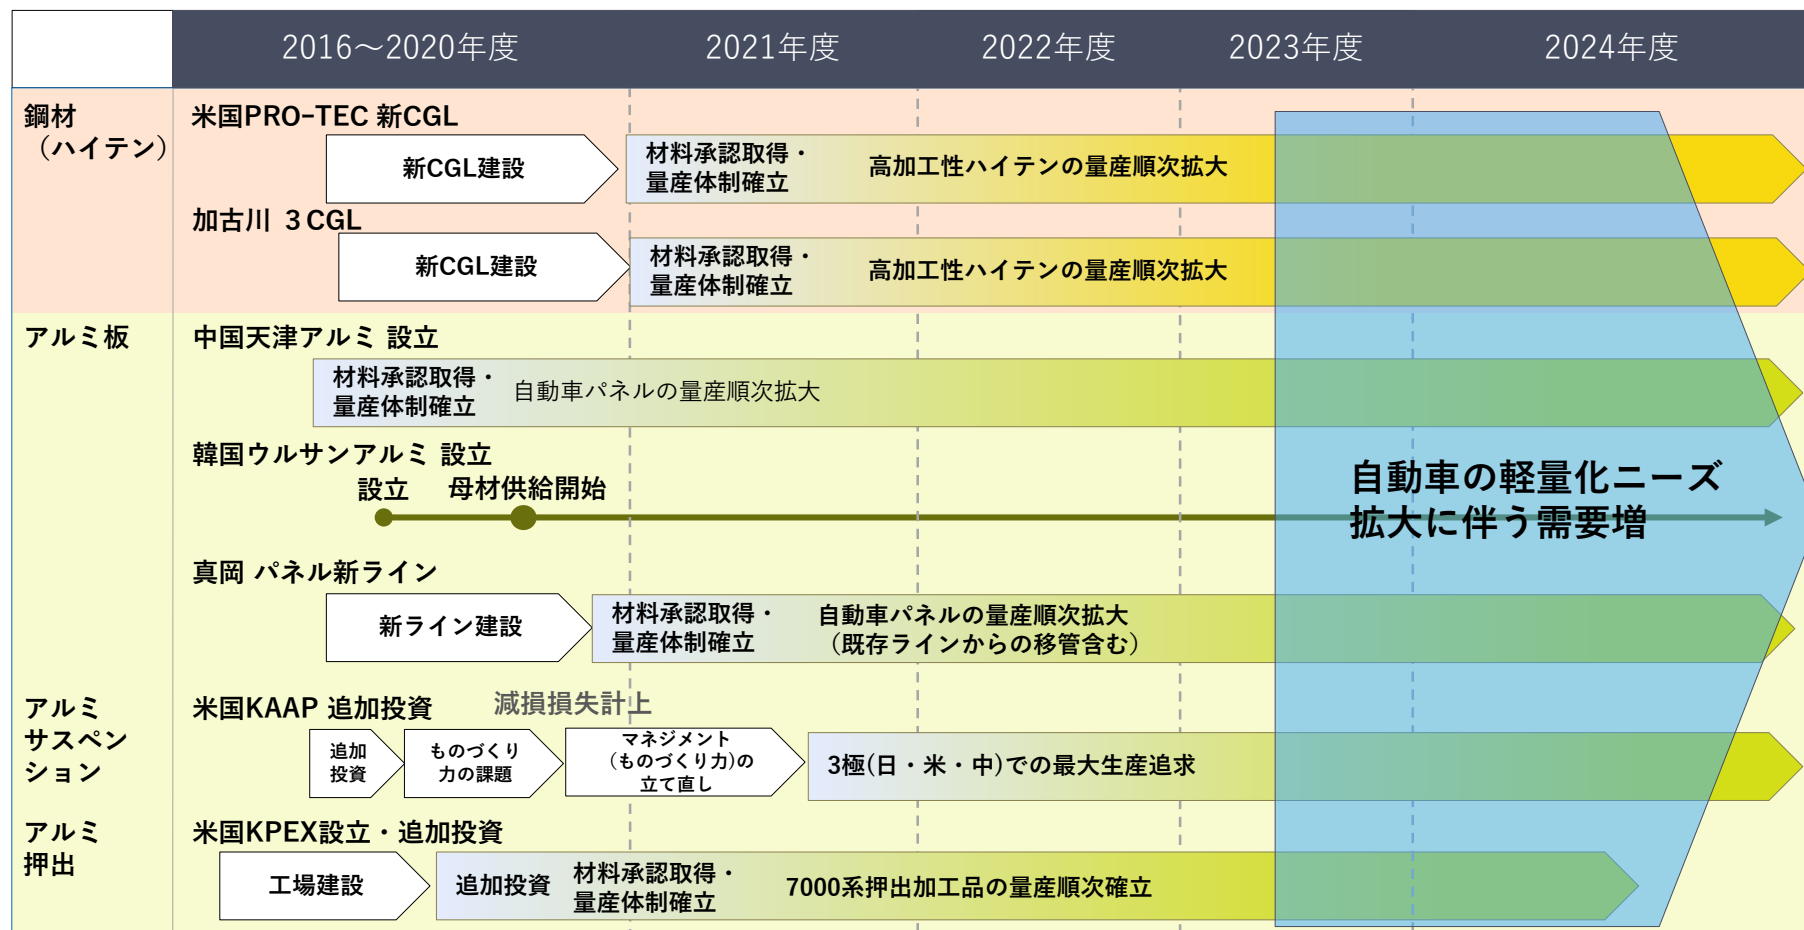 2016～2020年度 2021年度 2022年度 2023年度 2024年度
鋼材
（ハイテン）
米国PRO-TEC 新CGL
新CGL建設
材料承認取得・
量産体制確立
高加工性ハイテンの量産順次拡大
加古川 ３CGL
新CGL建設
材料承認取得・
量産体制確立
高加工性ハイテンの量産順次拡大
アルミ板
中国天津アルミ 設立
材料承認取得・
量産体制確立
自動車パネルの量産順次拡大
韓国ウルサンアルミ 設立
設立 母材供給開始
自動車の軽量化ニーズ
拡大に伴う需要増
真岡 パネル新ライン
新ライン建設
材料承認取得・
量産体制確立
自動車パネルの量産順次拡大
（既存ラインからの移管含む）
アルミ
サスペン
ション
米国KAAP 追加投資
減損損失計上
追加
投資
ものづくり
力の課題
マネジメント
(ものづくり力)の
立て直し
3極(日・米・中)での最大生産追求
アルミ
押出
米国KPEX設立・追加投資
工場建設
追加投資
材料承認取得・
量産体制確立
7000系押出加工品の量産順次確立